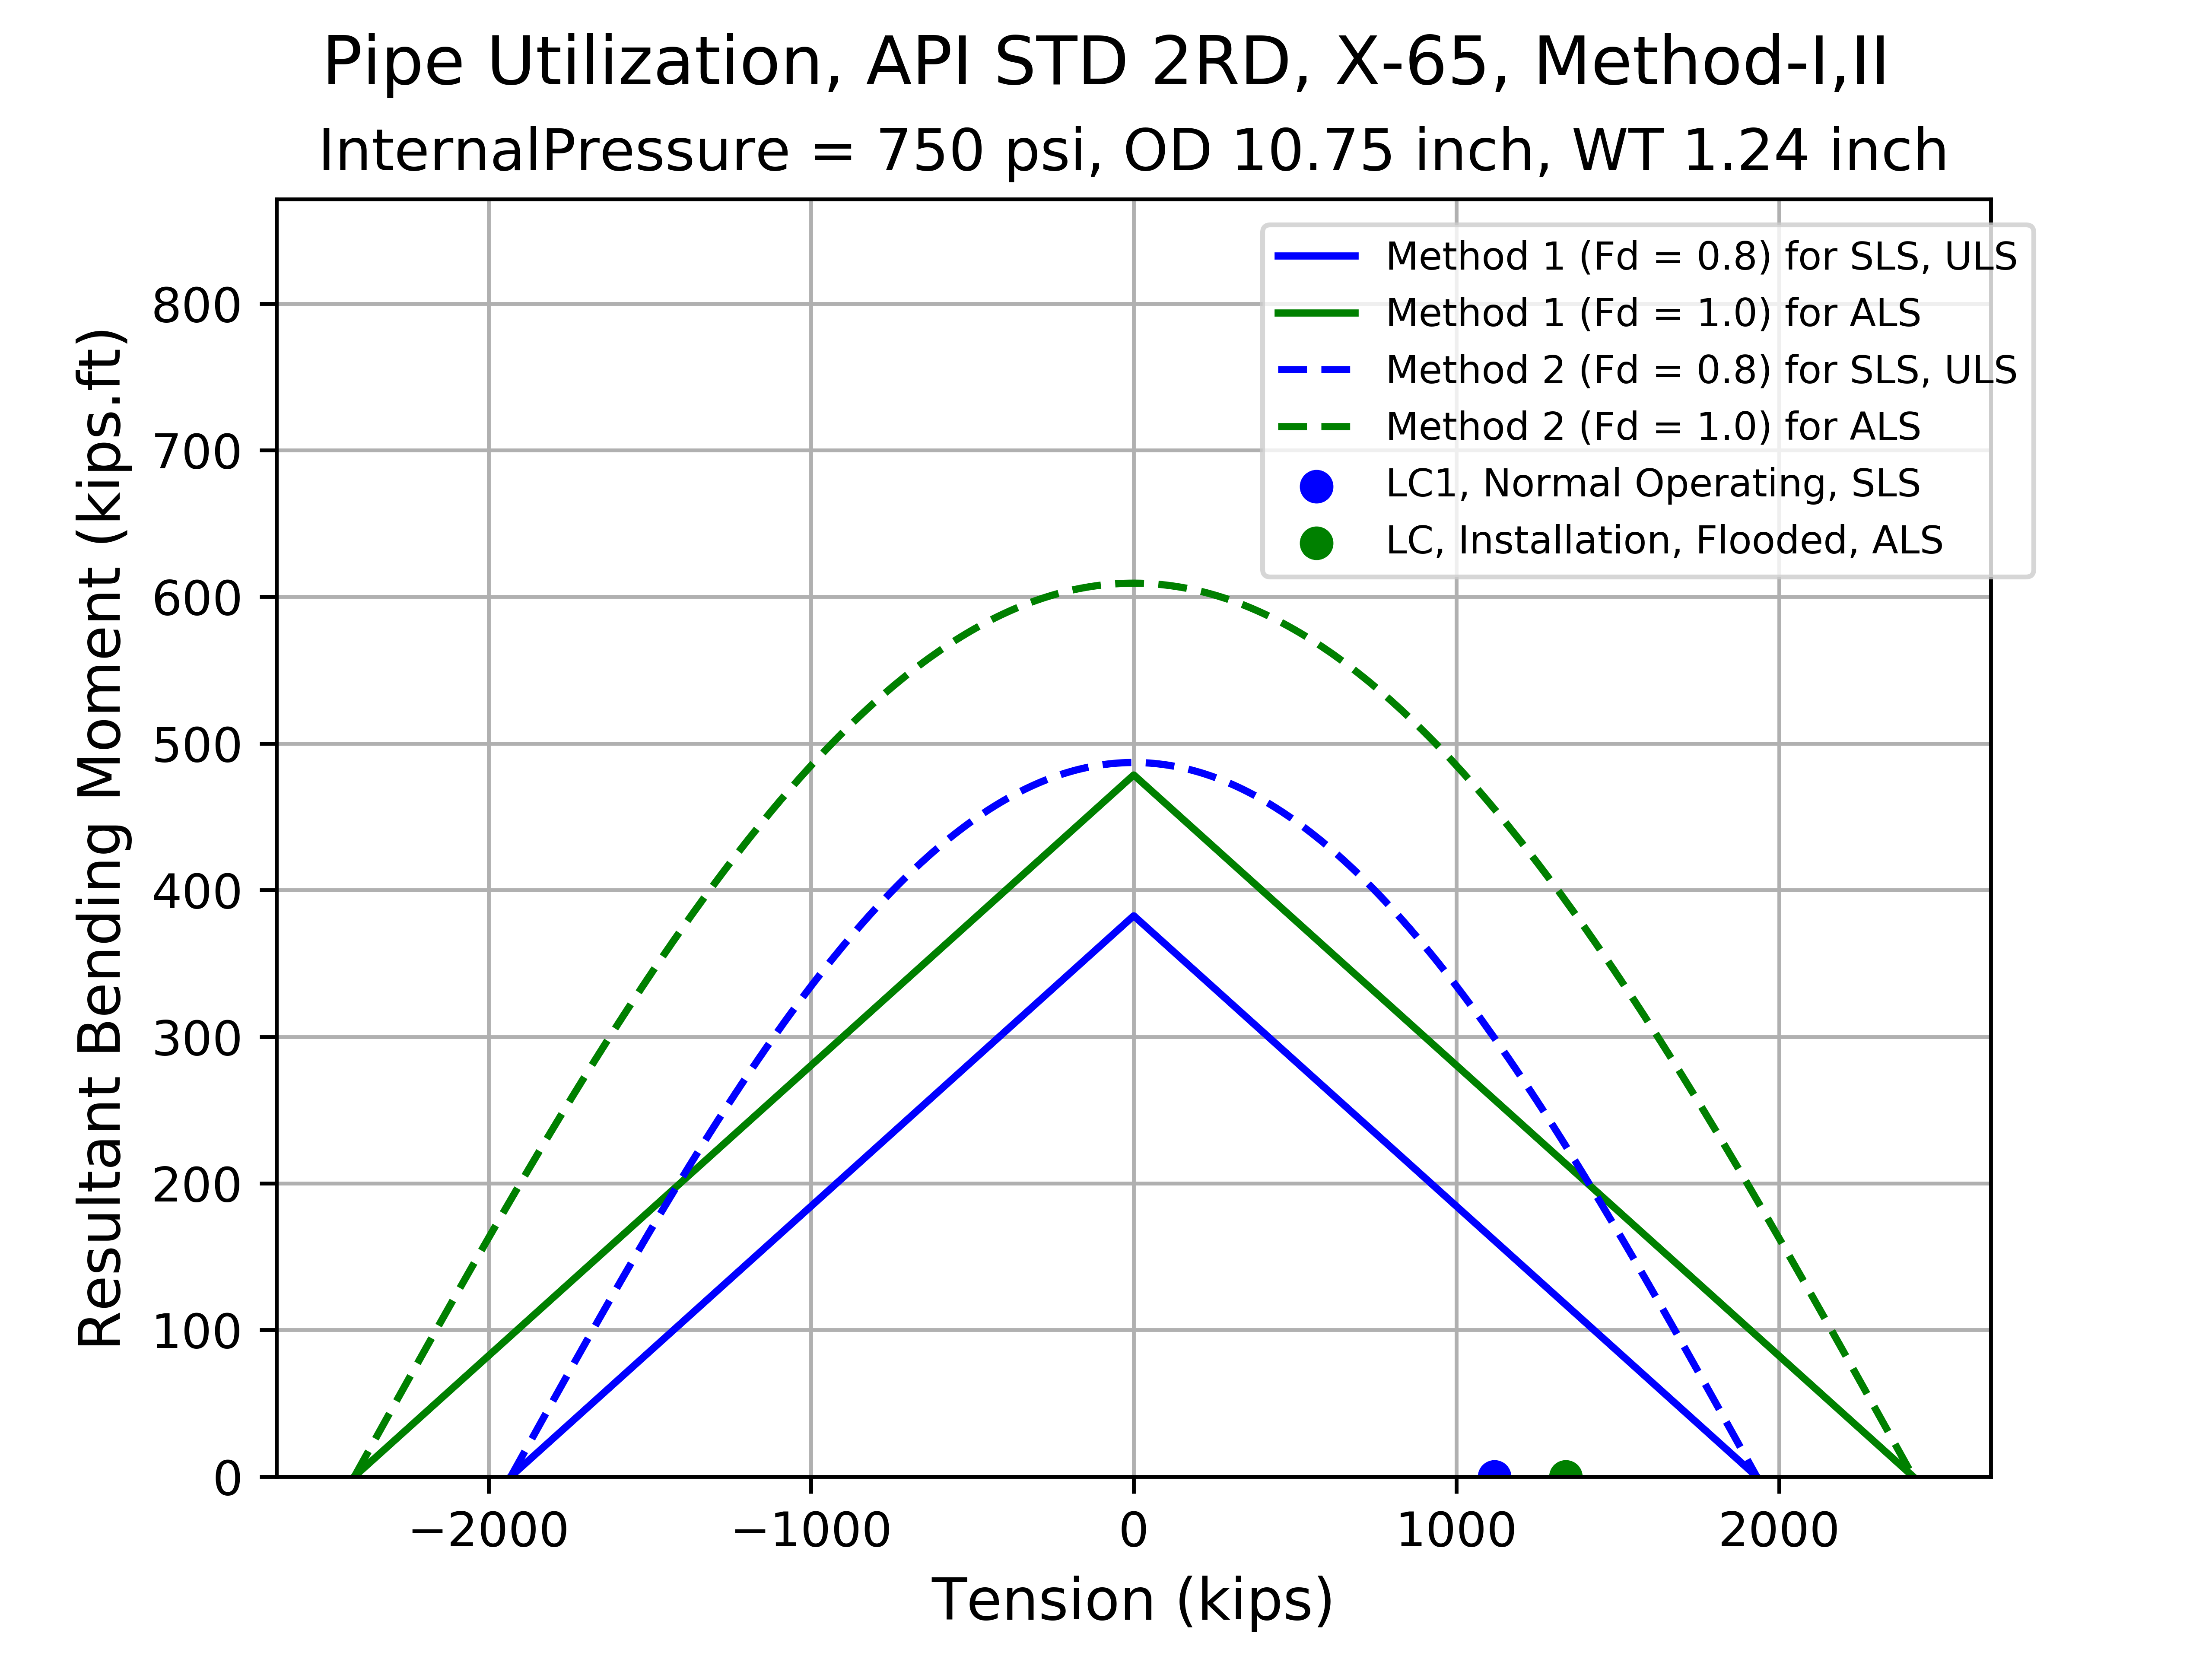 Pipe Utilization, API STD 2RD, X-65, Method-I,II
InternalPressure = 750 psi, OD 10.75 inch, WT 1.24 inch
Method 1 (Fd = 0.8) for SLS, ULS
Method 1 (Fd = 1.0) for ALS
Method 2 (Fd = 0.8) for SLS, ULS
Method 2 (Fd = 1.0) for ALS
LC1, Normal Operating, SLS
LC, Installation, Flooded, ALS
Resultant Bending Moment (kips.ft)
800
700
600
500
400
300
200
100
0
−2000 −1000 0 1000 2000
Tension (kips)